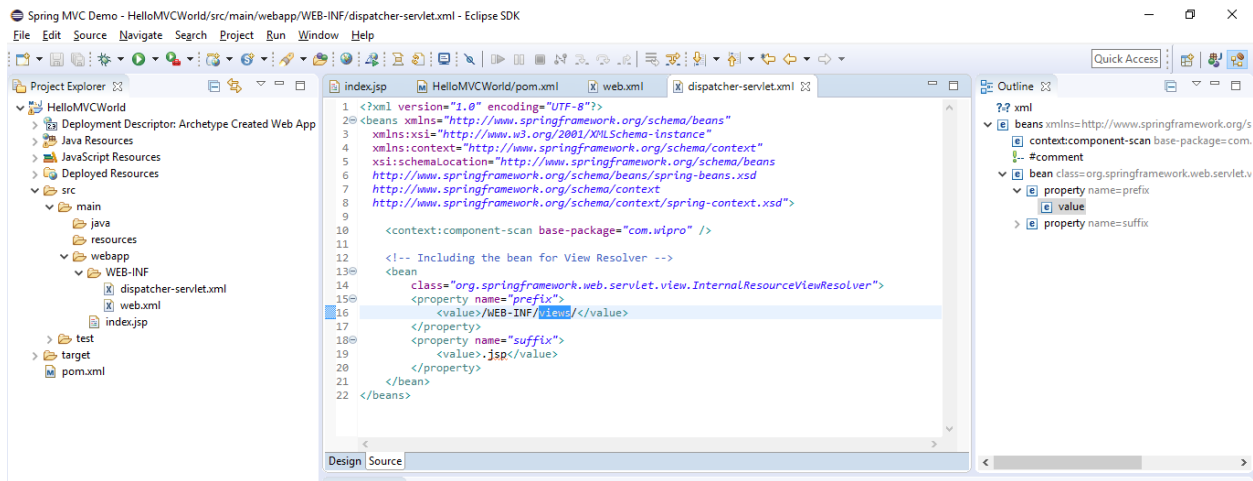 Spring MVC Demo - HelloMVCWorld/src/main/webapp/WEB-INF/dispatcher-servlet.xml - Eclipse SDK
File Edit Source Navigate Search Project Run Window Help
Quick Access
Project Explorer
HelloMVCWorld
Deployment Descriptor: Archetype Created Web App
Java Resources
JavaScript Resources
Deployed Resources
src
main
java
resources
webapp
WEB-INF
dispatcher-servlet.xml
web.xml
index.jsp
test
target
pom.xml
index.jsp HelloMVCWorld/pom.xml web.xml dispatcher-servlet.xml
1 <?xml version="1.0" encoding="UTF-8"?>
2 <beans xmlns="http://www.springframework.org/schema/beans"
3 xmlns:xsi="http://www.w3.org/2001/XMLSchema-instance"
4 xmlns:context="http://www.springframework.org/schema/context"
5 xsi:schemaLocation="http://www.springframework.org/schema/beans
6 http://www.springframework.org/schema/beans/spring-beans.xsd
7 http://www.springframework.org/schema/context
8 http://www.springframework.org/schema/context/spring-context.xsd">
9
10 <context:component-scan base-package="com.wipro" />
11
12 <!-- Including the bean for View Resolver -->
13 <bean
14 class="org.springframework.web.servlet.view.InternalResourceViewResolver">
15 <property name="prefix">
16 <value>/WEB-INF/views/</value>
17 </property>
18 <property name="suffix">
19 <value>.jsp</value>
20 </property>
21 </bean>
22 </beans>
Design Source
Outline
?-? xml
beans xmlns=http://www.springframework.org/s
context:component-scan base-package=com.
#comment
bean class=org.springframework.web.servlet.v
property name=prefix
value
property name=suffix